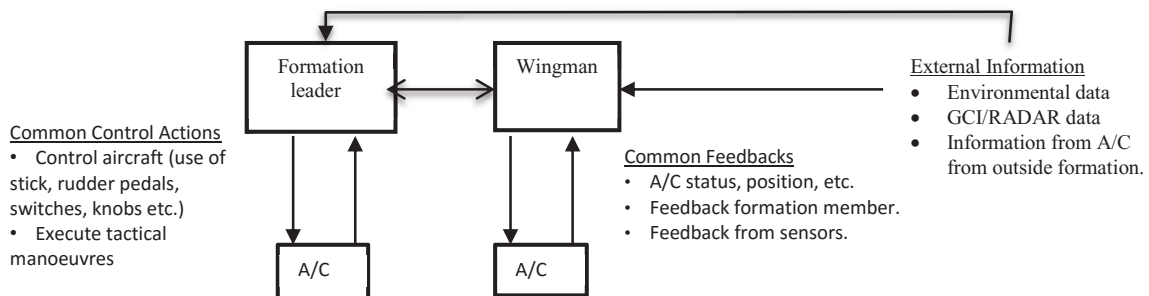 Formation
leader
Wingman
External Information
• Environmental data
• GCI/RADAR data
• Information from A/C
from outside formation.
Common Control Actions
• Control aircraft (use of
stick, rudder pedals,
switches, knobs etc.)
• Execute tactical
manoeuvres
Common Feedbacks
• A/C status, position, etc.
• Feedback formation member.
• Feedback from sensors.
A/C
A/C